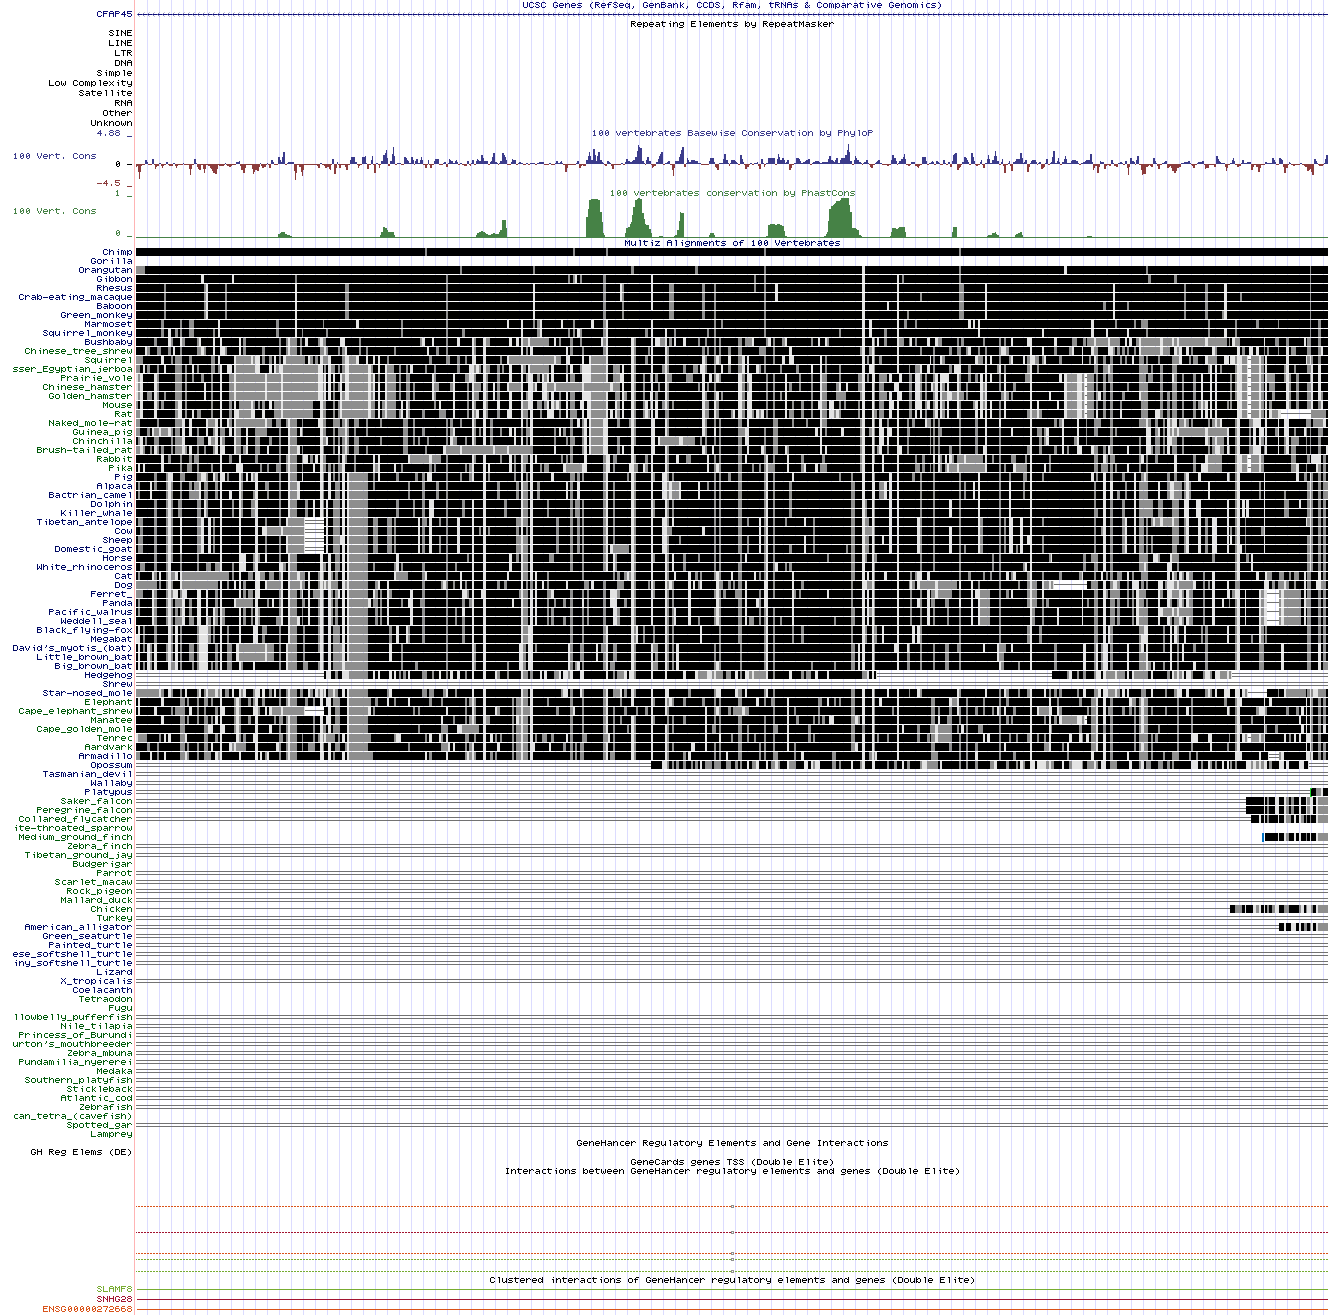 UCSC Genes (RefSeq, GenBank, CCDS, Rfam, tRNAs & Comparative Genomics)
CFAP45
Repeating Elements by RepeatMasker
SINE
LINE
LTR
DNA
Simple
Low Complexity
Satellite
RNA
Other
Unknown
4.88 _
100 vertebrates Basewise Conservation by PhyloP
100 Vert. Cons
0 _
-4.5 _
1 _
100 vertebrates conservation by PhastCons
100 Vert. Cons
0 _
Multiz Alignments of 100 Vertebrates
Chimp
Gorilla
Orangutan
Gibbon
Rhesus
Crab-eating_macaque
Baboon
Green_monkey
Marmoset
Squirrel_monkey
Bushbaby
Chinese_tree_shrew
Squirrel
sser_Egyptian_jerboa
Prairie_vole
Chinese_hamster
Golden_hamster
Mouse
Rat
Naked_mole-rat
Guinea_pig
Chinchilla
Brush-tailed_rat
Rabbit
Pika
Pig
Alpaca
Bactrian_camel
Dolphin
Killer_whale
Tibetan_antelope
Cow
Sheep
Domestic_goat
Horse
White_rhinoceros
Cat
Dog
Ferret_
Panda
Pacific_walrus
Weddell_seal
Black_flying-fox
Megabat
David's_myotis_(bat)
Little_brown_bat
Big_brown_bat
Hedgehog
Shrew
Star-nosed_mole
Elephant
Cape_elephant_shrew
Manatee
Cape_golden_mole
Tenrec
Aardvark
Armadillo
Opossum
Tasmanian_devil
Wallaby
Platypus
Saker_falcon
Peregrine_falcon
Collared_flycatcher
ite-throated_sparrow
Medium_ground_finch
Zebra_finch
Tibetan_ground_jay
Budgerigar
Parrot
Scarlet_macaw
Rock_pigeon
Mallard_duck
Chicken
Turkey
American_alligator
Green_seaturtle
Painted_turtle
ese_softshell_turtle
iny_softshell_turtle
Lizard
X_tropicalis
Coelacanth
Tetraodon
Fugu
llowbelly_pufferfish
Nile_tilapia
Princess_of_Burundi
urton's_mouthbreeder
Zebra_mbuna
Pundamilia_nyererei
Medaka
Southern_platyfish
Stickleback
Atlantic_cod
Zebrafish
can_tetra_(cavefish)
Spotted_gar
Lamprey
GeneHancer Regulatory Elements and Gene Interactions
GH Reg Elems (DE)
GeneCards genes TSS (Double Elite)
Interactions between GeneHancer regulatory elements and genes (Double Elite)
Clustered interactions of GeneHancer regulatory elements and genes (Double Elite)
SLAMF8
SNHG28
ENSG00000272668